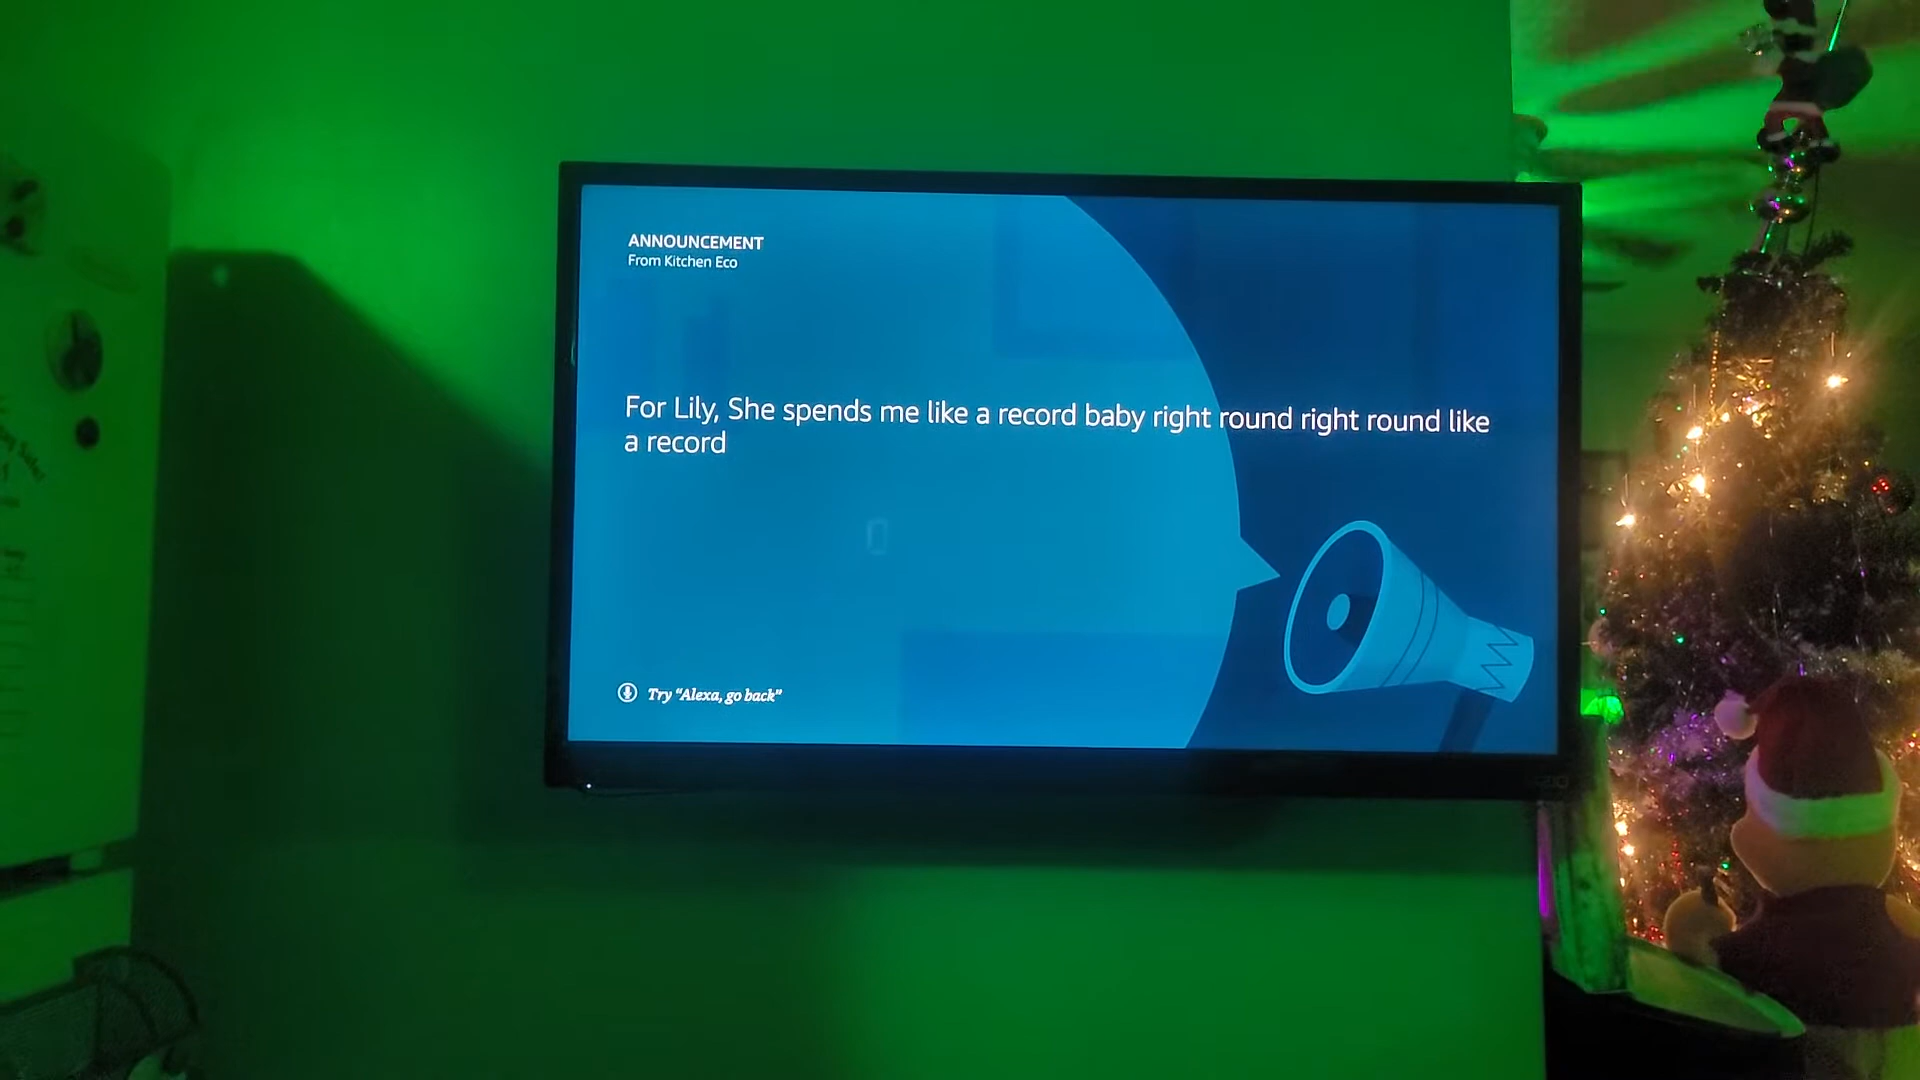 ANNOUNCEMENT
From Kitchen Eco
For Lily, She spends me like a record baby right round right round like
a record
Try “Alexa, go back”